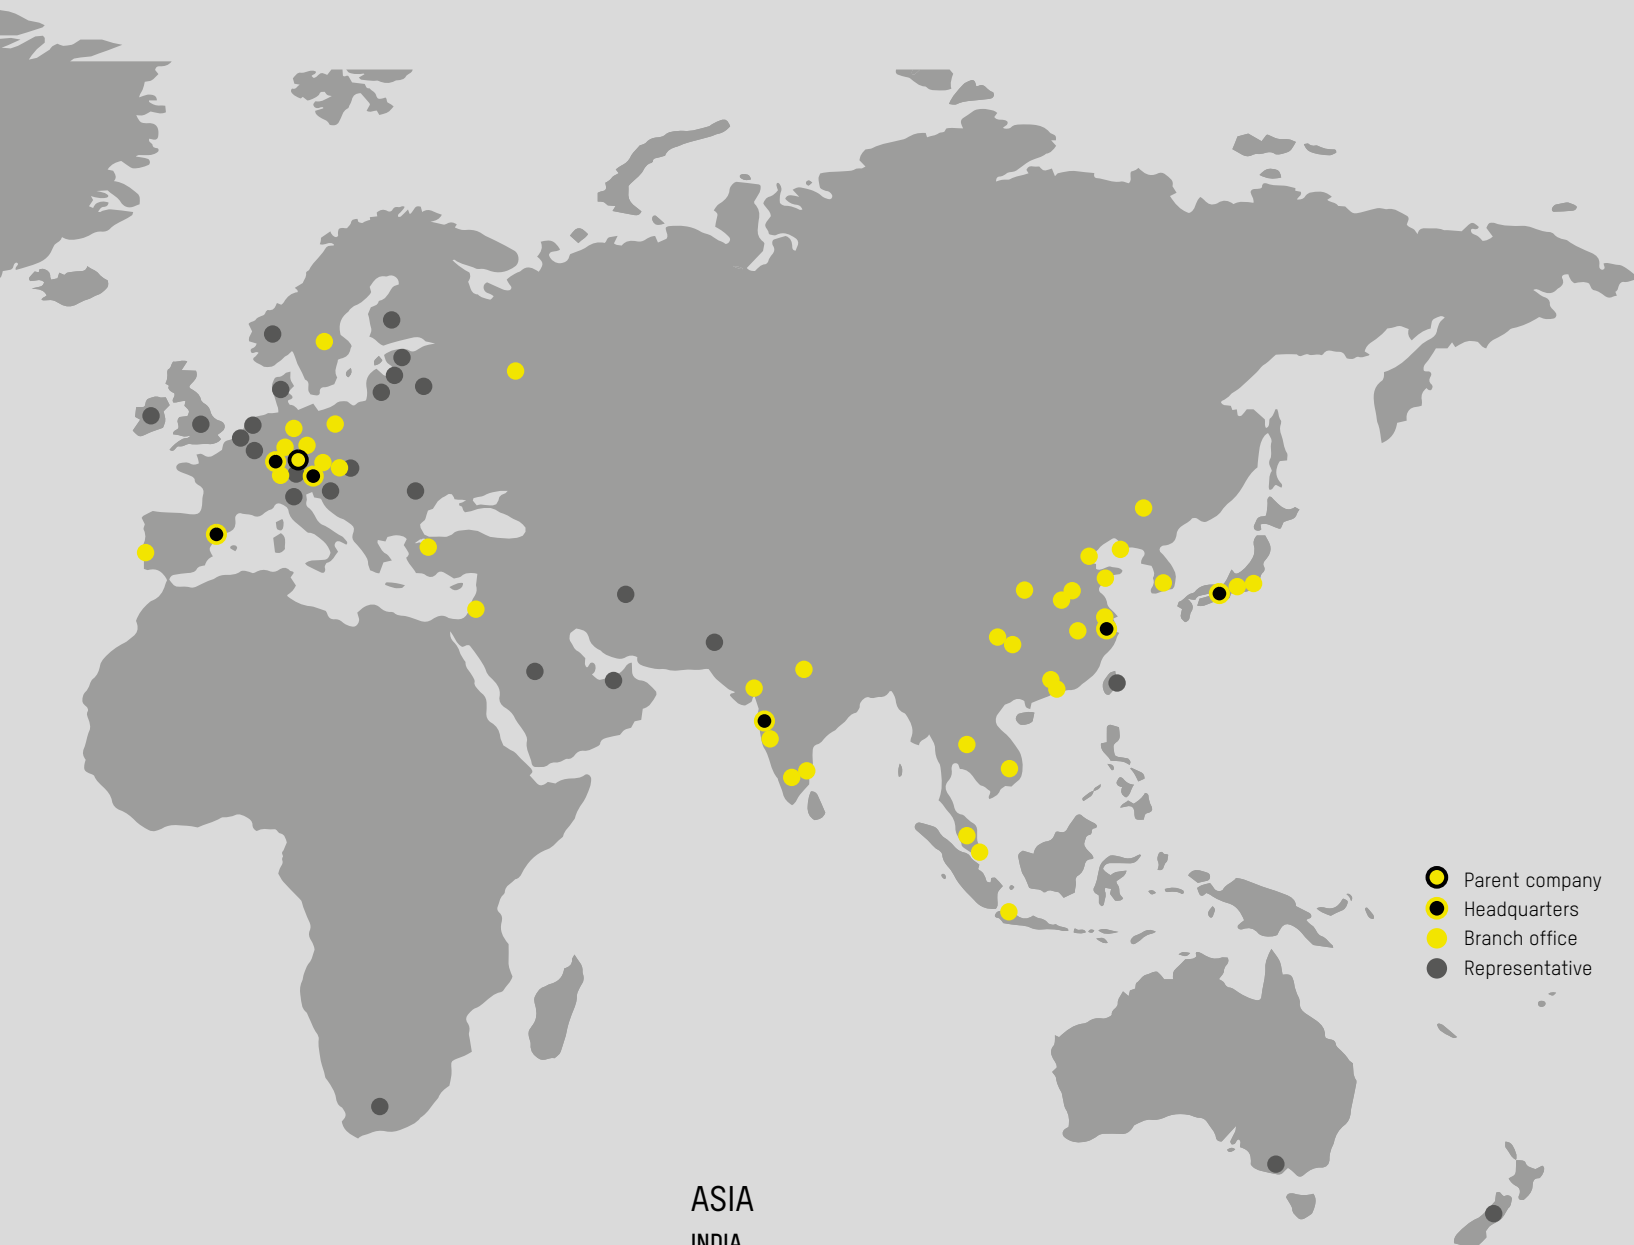 Parent company
Headquarters
Branch office
Representative
ASIA
INDIA